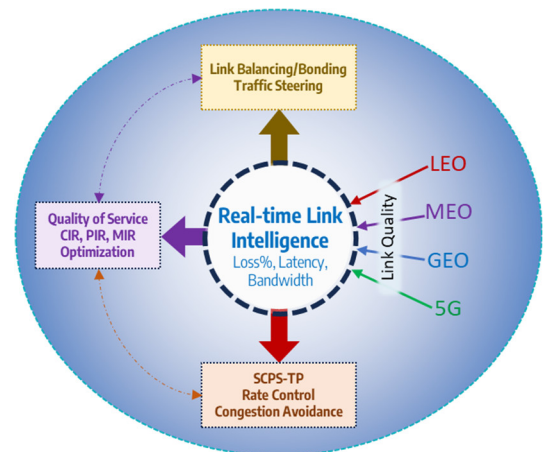 Link Balancing/Bonding
Traffic Steering
Quality of Service
CIR, PIR, MIR
Optimization
Real-time Link
Intelligence
Loss%, Latency,
Bandwidth
Link Quality
LEO
MEO
GEO
5G
SCPS-TP
Rate Control
Congestion Avoidance